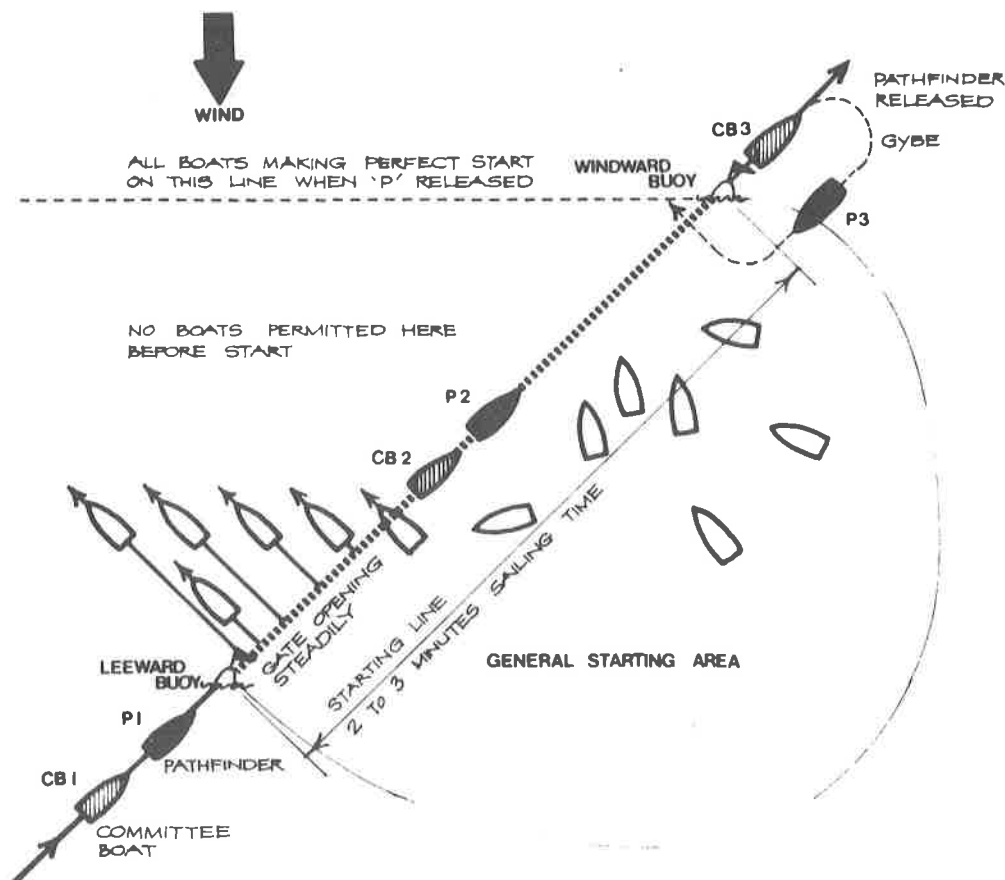 WIND
PATHFINDER
RELEASED
CB3
GYBE
ALL BOATS MAKING PERFECT START
ON THIS LINE WHEN 'P' RELEASED
WINDWARD
BUOY
P3
NO BOATS PERMITTED HERE
BEFORE START
P2
CB2
GATE OPENING
STEADILY
STARTING LINE
2 TO 3 MINUTES SAILING TIME
GENERAL STARTING AREA
LEEWARD
BUOY
P1
PATHFINDER
CB1
COMMITTEE
BOAT